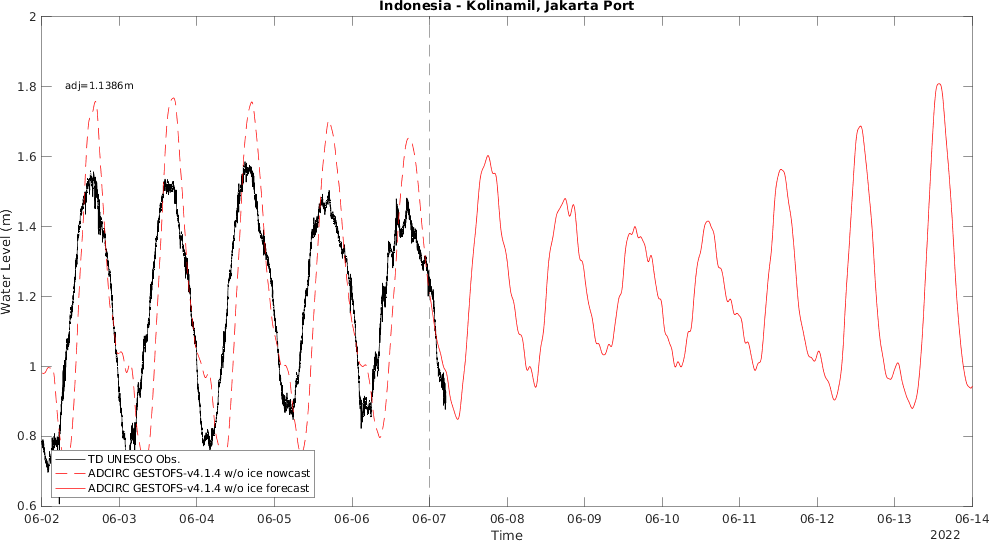 Indonesia - Kolinamil, Jakarta Port
adj=1.1386m
Water Level (m)
2
1.8
1.6
1.4
1.2
1
0.8
0.6
TD UNESCO Obs.
ADCIRC GESTOFS-v4.1.4 w/o ice nowcast
ADCIRC GESTOFS-v4.1.4 w/o ice forecast
06-02 06-03 06-04 06-05 06-06 06-07 06-08 06-09 06-10 06-11 06-12 06-13 06-14
Time
2022